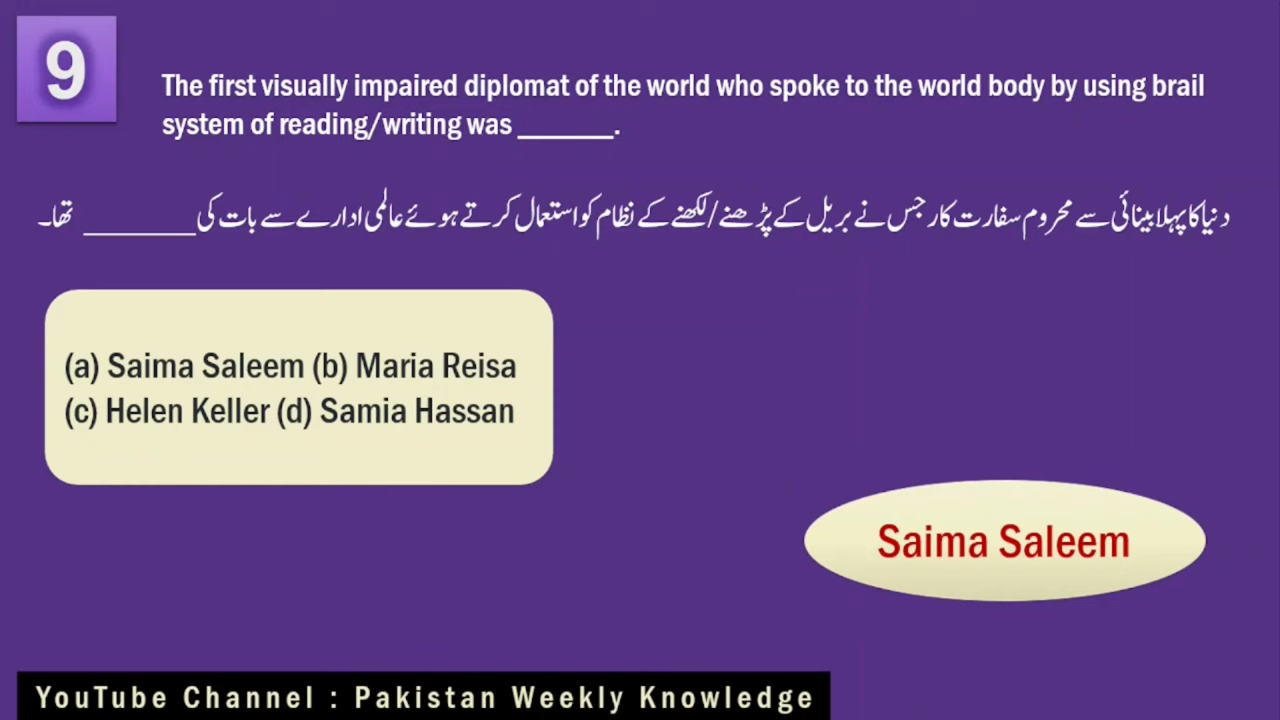 9
The first visually impaired diplomat of the world who spoke to the world body by using brail
system of reading/writing was ______.
دنیا کا پہلا بینائی سے محروم سفارت کار جس نے بریل کے پڑھنے/لکھنے کے نظام کو استعمال کرتے ہوئے عالمی ادارے سے بات کی ________ تھا۔
(a) Saima Saleem (b) Maria Reisa
(c) Helen Keller (d) Samia Hassan
Saima Saleem
YouTube Channel : Pakistan Weekly Knowledge